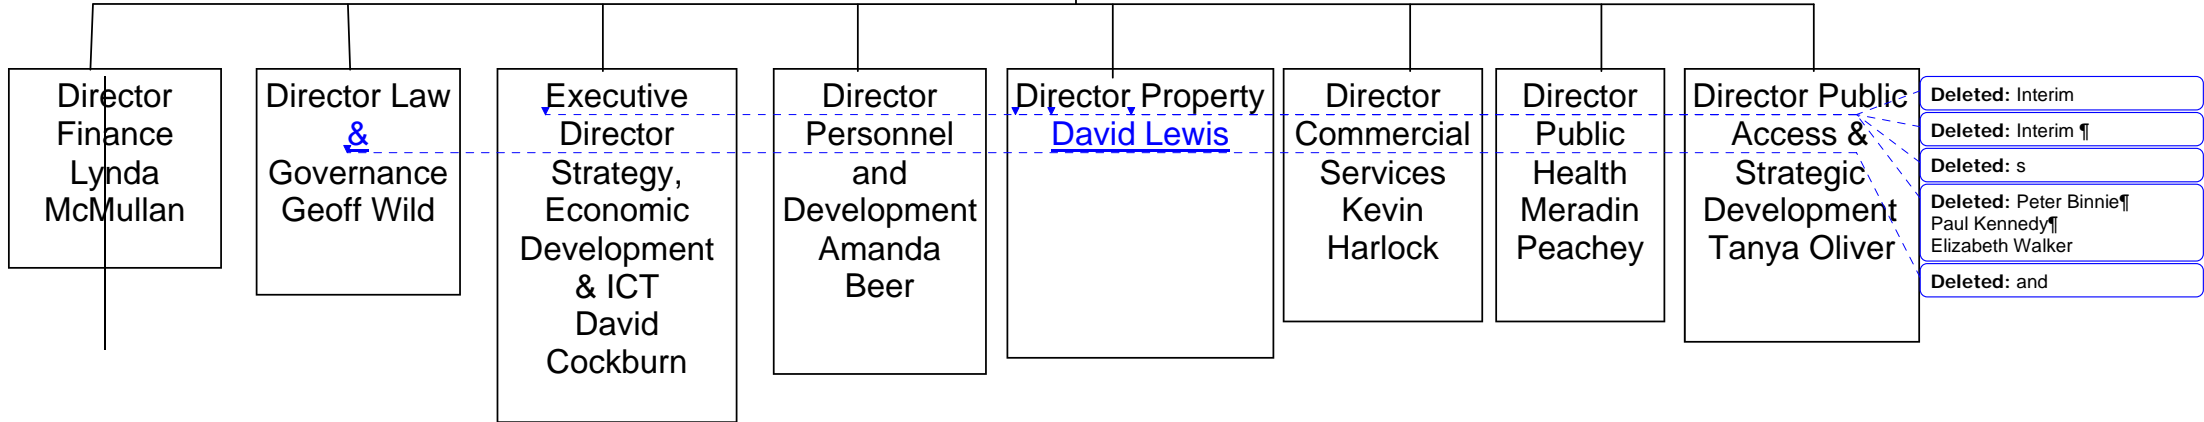 Director
Finance
Lynda
McMullan
Director Law
&
Governance
Geoff Wild
Executive
Director
Strategy,
Economic
Development
& ICT
David
Cockburn
Director
Personnel
and
Development
Amanda
Beer
Director Property
David Lewis
Director
Commercial
Services
Kevin
Harlock
Director
Public
Health
Meradin
Peachey
Director Public
Access &
Strategic
Development
Tanya Oliver
Deleted: Interim
Deleted: Interim ¶
Deleted: s
Deleted: Peter Binnie¶
Paul Kennedy¶
Elizabeth Walker
Deleted: and